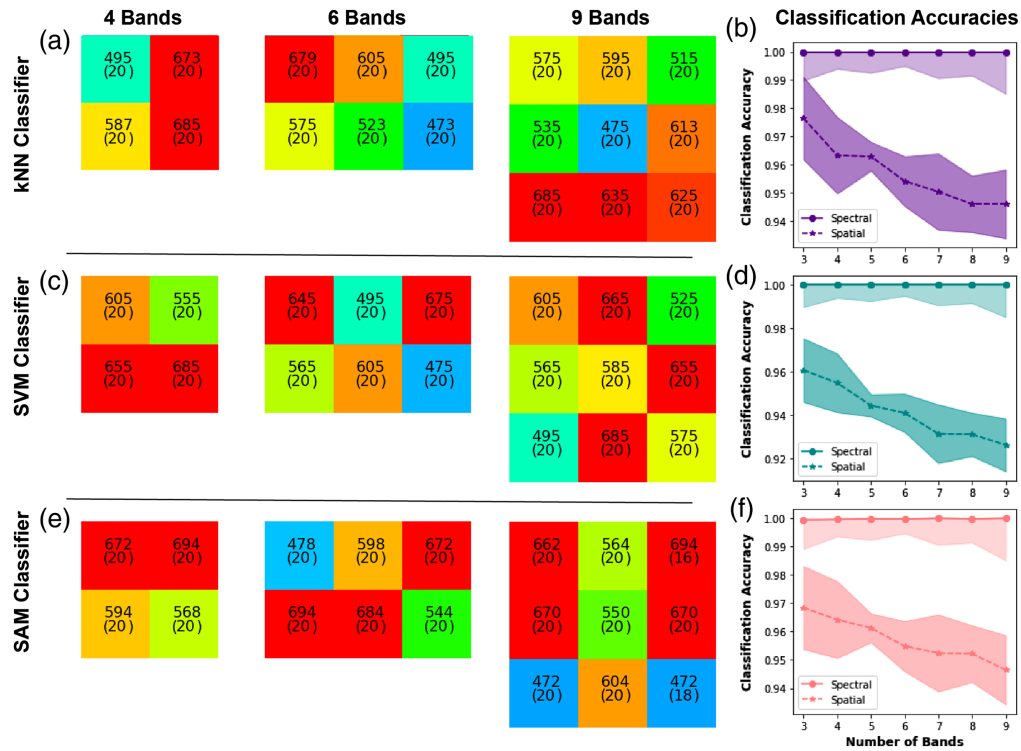 4 Bands 6 Bands 9 Bands Classification Accuracies
(a)
kNN Classifier
495 673
(20) (20)
587 685
(20) (20)
679 605 495
(20) (20) (20)
575 523 473
(20) (20) (20)
575 595 515
(20) (20) (20)
535 475 613
(20) (20) (20)
685 635 625
(20) (20) (20)
(b)
Classification Accuracy
1.00
0.99
0.98
0.97
0.96
0.95
0.94
Spectral
Spatial
3 4 5 6 7 8 9
(c)
SVM Classifier
605 555
(20) (20)
655 685
(20) (20)
645 495 675
(20) (20) (20)
565 605 475
(20) (20) (20)
605 665 525
(20) (20) (20)
565 585 655
(20) (20) (20)
495 685 575
(20) (20) (20)
(d)
Classification Accuracy
1.00
0.98
0.96
0.94
0.92
Spectral
Spatial
3 4 5 6 7 8 9
(e)
SAM Classifier
672 694
(20) (20)
594 568
(20) (20)
478 598 672
(20) (20) (20)
694 684 544
(20) (20) (20)
662 564 694
(20) (20) (16)
670 550 670
(20) (20) (20)
472 604 472
(20) (20) (18)
(f)
Classification Accuracy
1.00
0.99
0.98
0.97
0.96
0.95
0.94
Spectral
Spatial
3 4 5 6 7 8 9
Number of Bands